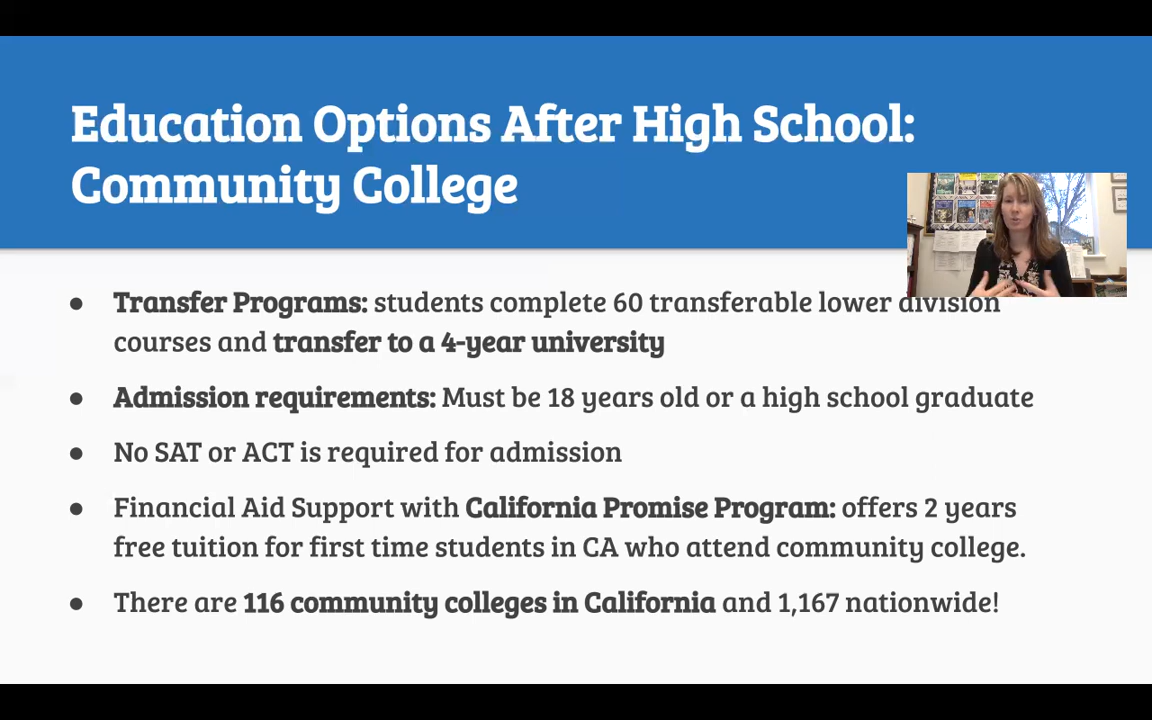 Education Options After High School:
Community College
● Transfer Programs: students complete 60 transferable lower division
courses and transfer to a 4-year university
● Admission requirements: Must be 18 years old or a high school graduate
● No SAT or ACT is required for admission
● Financial Aid Support with California Promise Program: offers 2 years
free tuition for first time students in CA who attend community college.
● There are 116 community colleges in California and 1,167 nationwide!